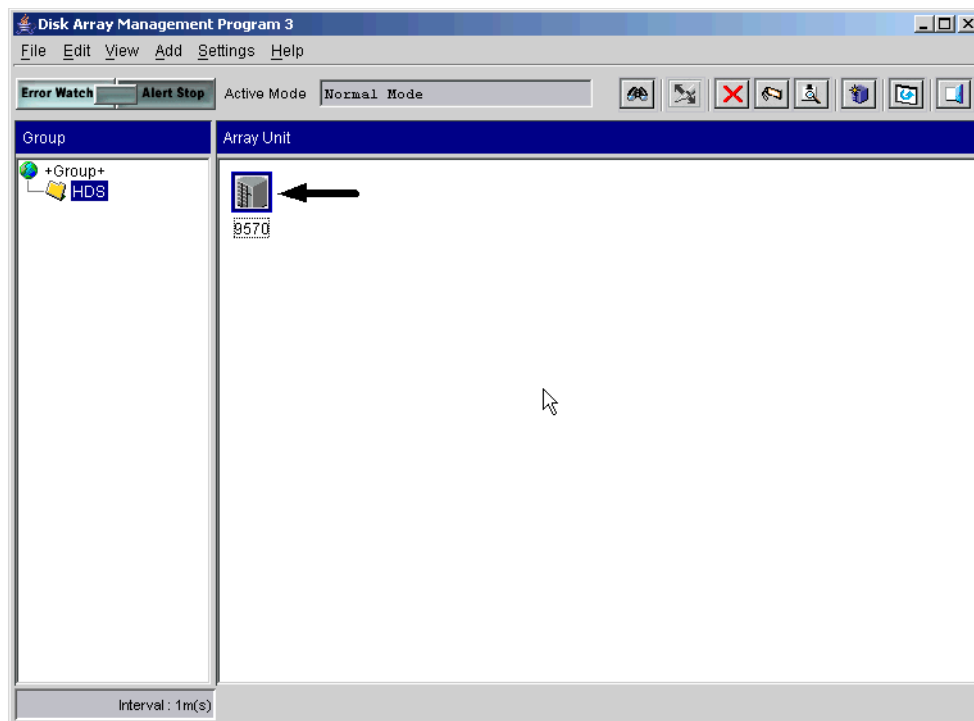 Disk Array Management Program 3
File Edit View Add Settings Help
Error Watch Alert Stop Active Mode Normal Mode
Group Array Unit
+Group+
HDS
9570
Interval : 1m(s)